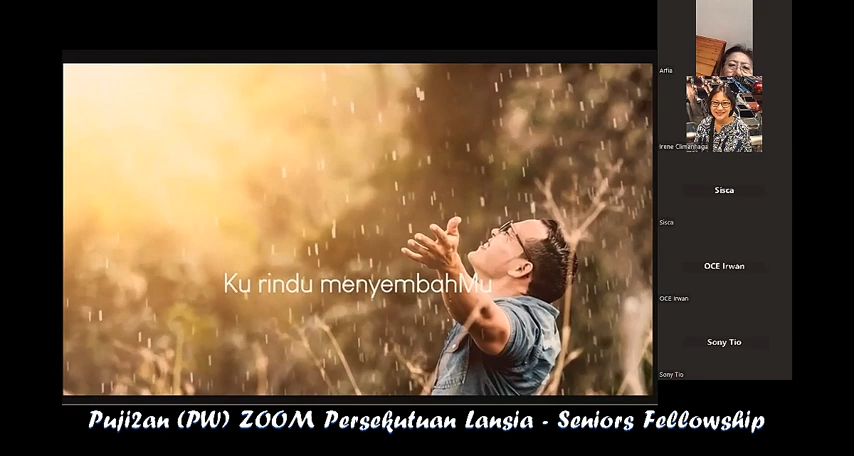 Arfia
Irene Climenhaga
Sisca
Sisca
OCE Irwan
OCE Irwan
Sony Tio
Sony Tio
Ku rindu menyembahMu
Puji2an (PW) ZOOM Persekutuan Lansia - Seniors Fellowship